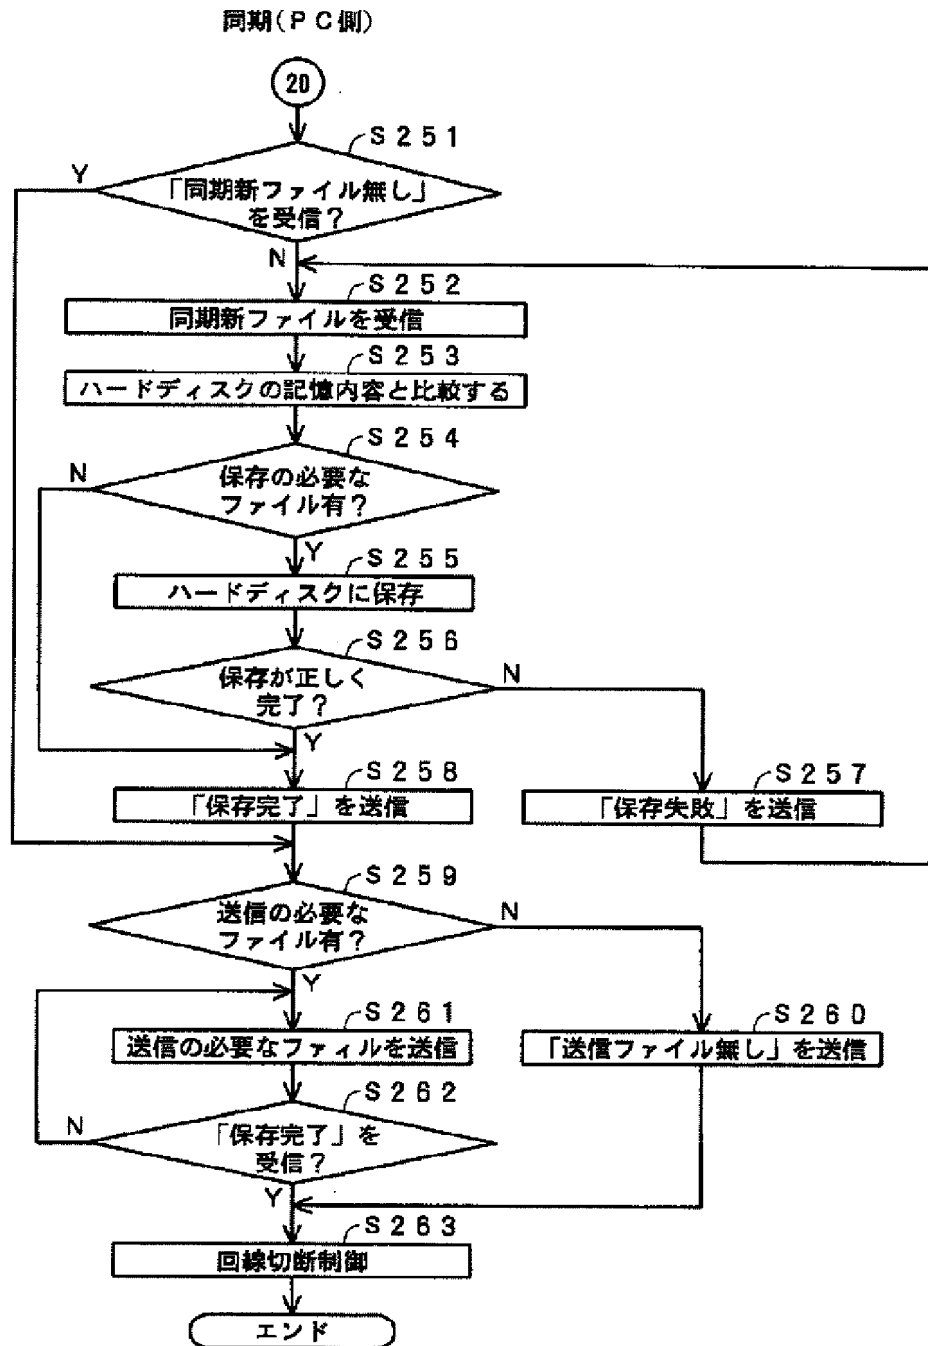 同期(PC側)
20
S251
Y
「同期新ファイル無し」
を受信?
N
S252
同期新ファイルを受信
S253
ハードディスクの記憶内容と比較する
S254
N
保存の必要な
ファイル有?
Y
S255
ハードディスクに保存
S256
保存が正しく
完了?
N
Y
S258
「保存完了」を送信
S257
「保存失敗」を送信
S259
送信の必要な
ファイル有?
N
Y
S261
送信の必要なファィルを送信
S260
「送信ファイル無し」を送信
S262
N
「保存完了」を
受信?
Y
S263
回線切断制御
エンド